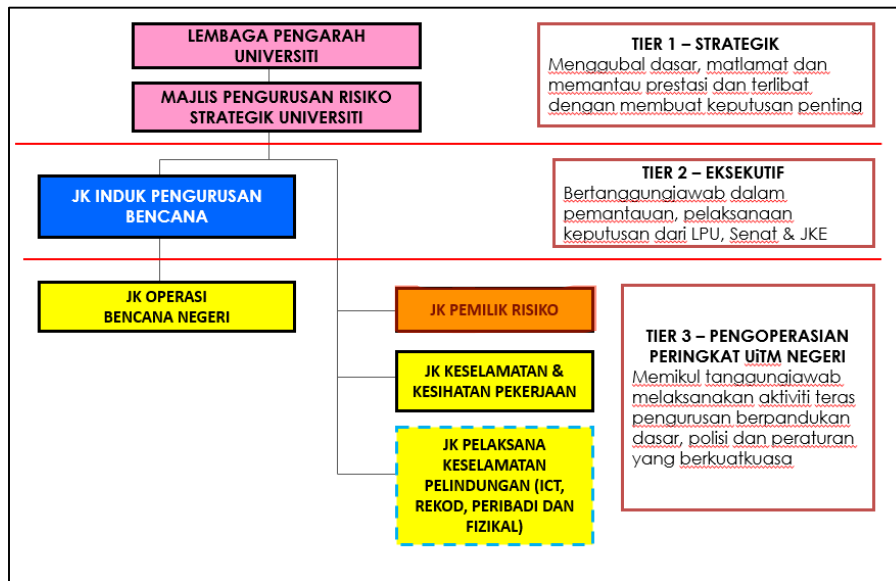 LEMBAGA PENGARAH
UNIVERSITI
MAJLIS PENGURUSAN RISIKO
STRATEGIK UNIVERSITI
TIER 1 – STRATEGIK
Menggubal dasar, matlamat dan
memantau prestasi dan terlibat
dengan membuat keputusan penting
JK INDUK PENGURUSAN
BENCANA
TIER 2 – EKSEKUTIF
Bertanggungjawab dalam
pemantauan, pelaksanaan
keputusan dari LPU, Senat & JKE
JK OPERASI
BENCANA NEGERI
JK PEMILIK RISIKO
JK KESELAMATAN &
KESIHATAN PEKERJAAN
JK PELAKSANA
KESELAMATAN
PELINDUNGAN (ICT,
REKOD, PERIBADI DAN
FIZIKAL)
TIER 3 – PENGOPERASIAN
PERINGKAT UiTM NEGERI
Memikul tanggungjawab
melaksanakan aktiviti teras
pengurusan berpandukan
dasar, polisi dan peraturan
yang berkuatkuasa